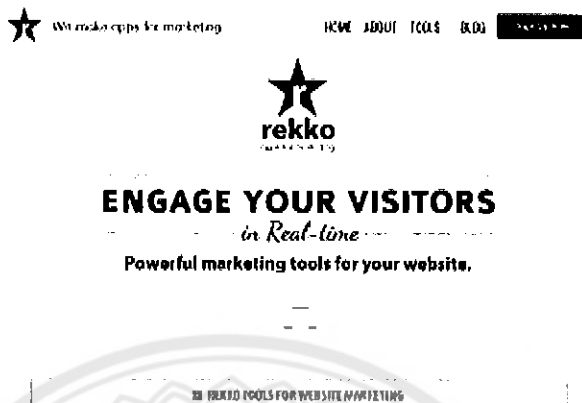 We make apps for marketing
HOME ABOUT TOOLS BLOG
r
rekko
ENGAGE YOUR VISITORS
in Real-time
Powerful marketing tools for your website.
REKKO TOOLS FOR WEBSITE MARKETING